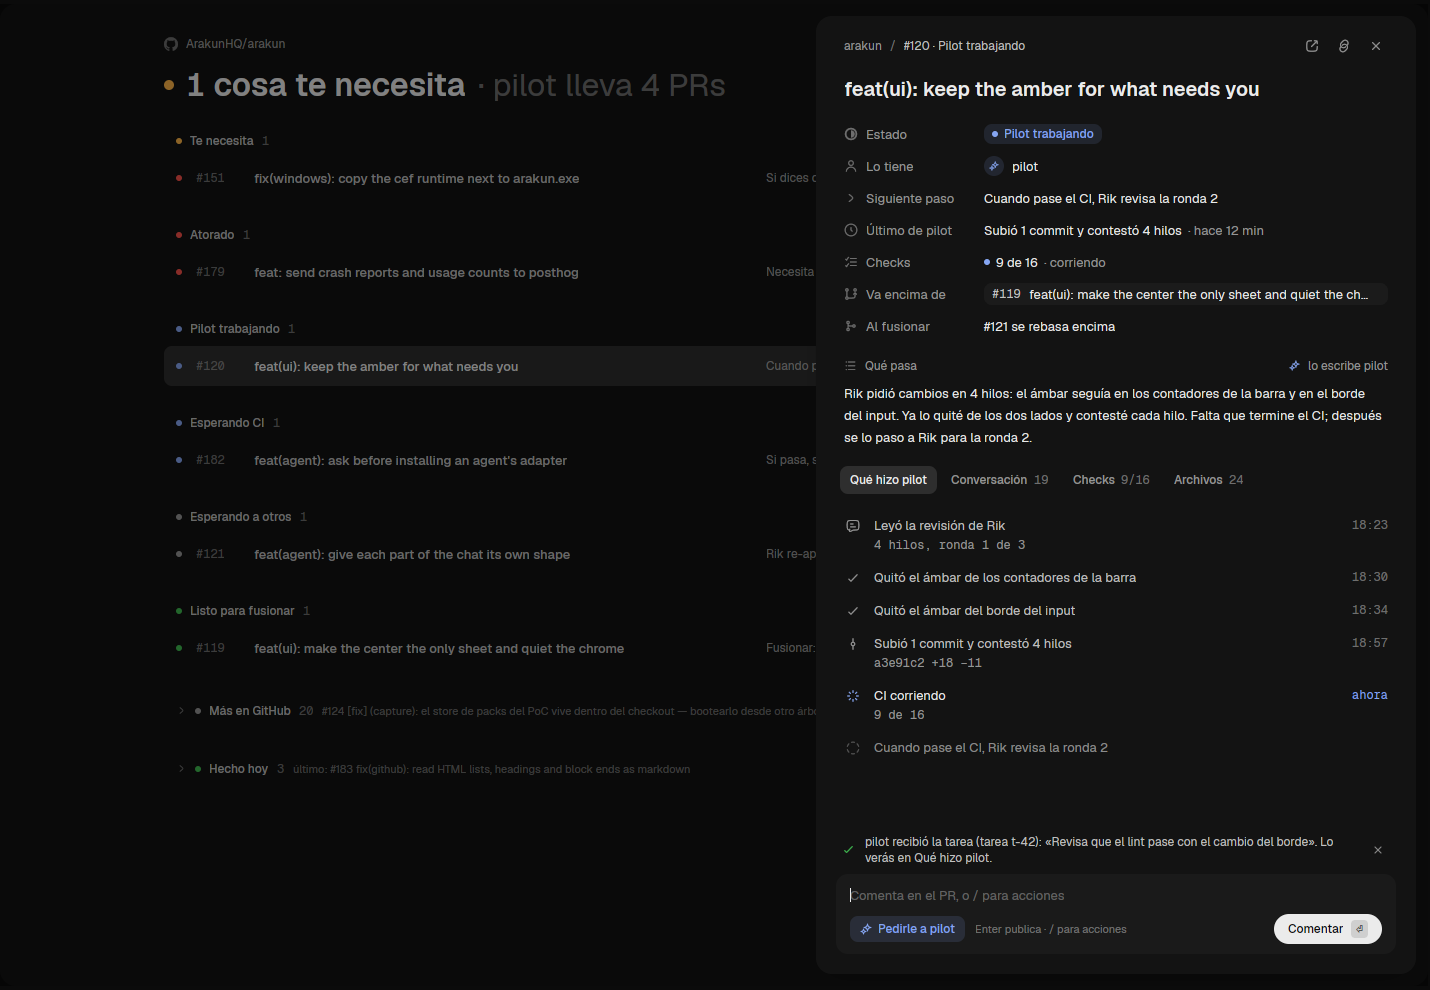 ArakunHQ/arakun
1 cosa te necesita · pilot lleva 4 PRs
Te necesita 1
#151 fix(windows): copy the cef runtime next to arakun.exe Si dices
Atorado 1
#179 feat: send crash reports and usage counts to posthog Necesita
Pilot trabajando 1
#120 feat(ui): keep the amber for what needs you Cuando
Esperando CI 1
#182 feat(agent): ask before installing an agent's adapter Si pasa,
Esperando a otros 1
#121 feat(agent): give each part of the chat its own shape Rik
Listo para fusionar 1
#119 feat(ui): make the center the only sheet and quiet the chrome Fusionar:
Más en GitHub 20 #124 [fix] (capture): el store de packs del PoC vive dentro del checkout — bootearlo desde otro
Hecho hoy 3 último: #183 fix(github): read HTML lists, headings and block ends as markdown
arakun / #120 · Pilot trabajando
feat(ui): keep the amber for what needs you
Estado Pilot trabajando
Lo tiene pilot
Siguiente paso Cuando pase el CI, Rik revisa la ronda 2
Último de pilot Subió 1 commit y contestó 4 hilos · hace 12 min
Checks 9 de 16 · corriendo
Va encima de #119 feat(ui): make the center the only sheet and quiet the ch...
Al fusionar #121 se rebasa encima
Qué pasa lo escribe pilot
Rik pidió cambios en 4 hilos: el ámbar seguía en los contadores de la barra y en el borde
del input. Ya lo quité de los dos lados y contesté cada hilo. Falta que termine el CI; después
se lo paso a Rik para la ronda 2.
Qué hizo pilot Conversación 19 Checks 9/16 Archivos 24
Leyó la revisión de Rik 18:23
4 hilos, ronda 1 de 3
Quitó el ámbar de los contadores de la barra 18:30
Quitó el ámbar del borde del input 18:34
Subió 1 commit y contestó 4 hilos 18:57
a3e91c2 +18 −11
CI corriendo ahora
9 de 16
Cuando pase el CI, Rik revisa la ronda 2
pilot recibió la tarea (tarea t-42): «Revisa que el lint pase con el cambio del borde». Lo
verás en Qué hizo pilot.
Comenta en el PR, o / para acciones
Pedirle a pilot Enter publica · / para acciones Comentar